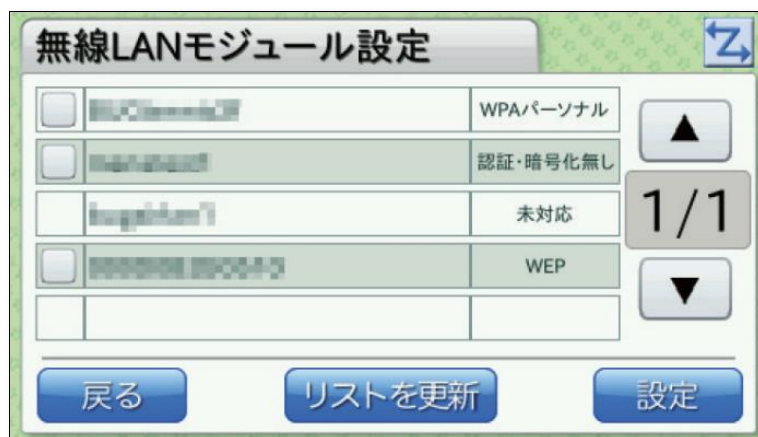 無線LANモジュール設定
WPAパーソナル
認証・暗号化無し
未対応
WEP
▲
1/1
▼
戻る
リストを更新
設定